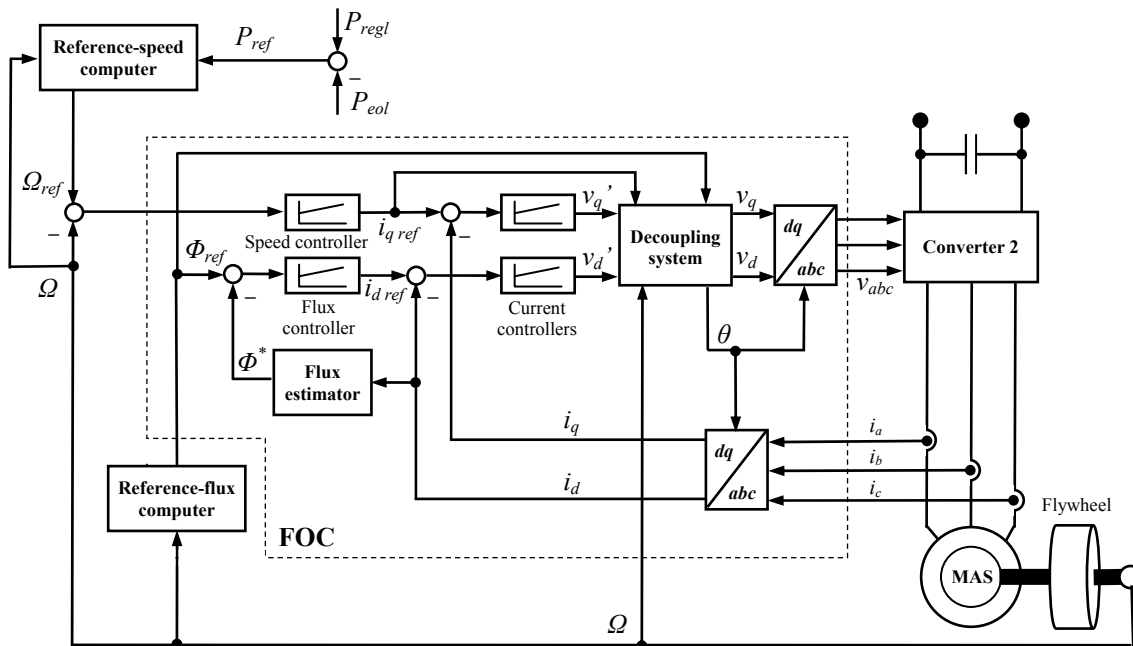 P_regl
Reference-speed
computer
P_ref
–
P_eol
Ω_ref
–
Ω
Speed controller
i_q ref
–
v_q’
Decoupling
system
v_q
dq
abc
v_abc
Converter 2
Φ_ref
–
Flux
controller
i_d ref
–
v_d’
Current
controllers
v_d
θ
Φ^*
Flux
estimator
i_q
i_d
dq
abc
i_a
i_b
i_c
Reference-flux
computer
FOC
Flywheel
MAS
Ω